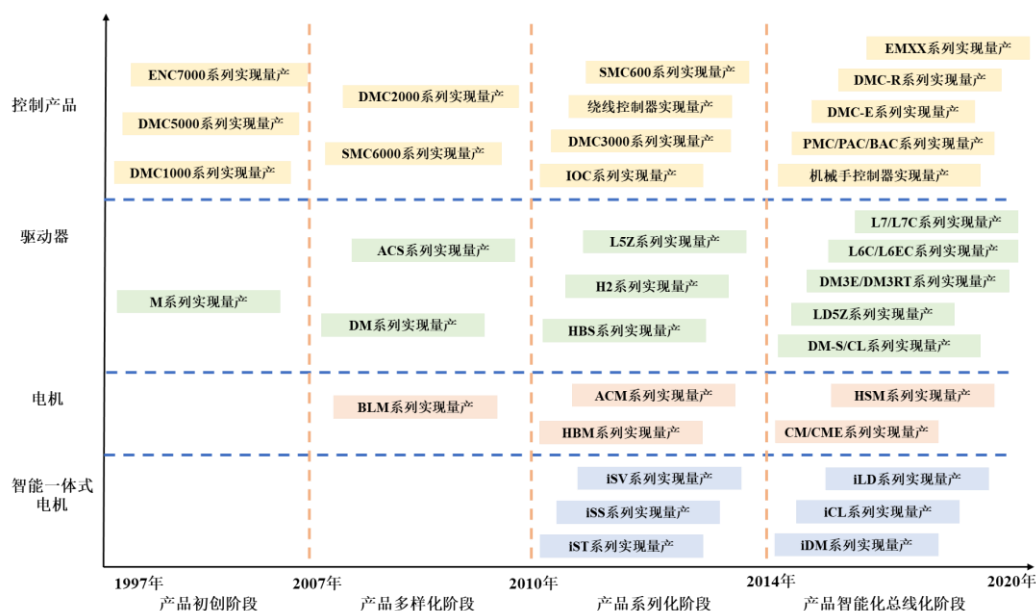 EMXX系列实现量产
SMC600系列实现量产
ENC7000系列实现量产
DMC-R系列实现量产
DMC2000系列实现量产
控制产品
绕线控制器实现量产
DMC-E系列实现量产
DMC5000系列实现量产
DMC3000系列实现量产
PMC/PAC/BAC系列实现量产
SMC6000系列实现量产
DMC1000系列实现量产
IOC系列实现量产
机械手控制器实现量产
驱动器
L7/L7C系列实现量产
L5Z系列实现量产
ACS系列实现量产
L6C/L6EC系列实现量产
H2系列实现量产
DM3E/DM3RT系列实现量产
M系列实现量产
LD5Z系列实现量产
DM系列实现量产
HBS系列实现量产
DM-S/CL系列实现量产
电机
ACM系列实现量产
HSM系列实现量产
BLM系列实现量产
HBM系列实现量产
CM/CME系列实现量产
智能一体式
电机
iSV系列实现量产
iLD系列实现量产
iSS系列实现量产
iCL系列实现量产
iST系列实现量产
iDM系列实现量产
1997年
2007年
2010年
2014年
2020年
产品初创阶段
产品多样化阶段
产品系列化阶段
产品智能化总线化阶段